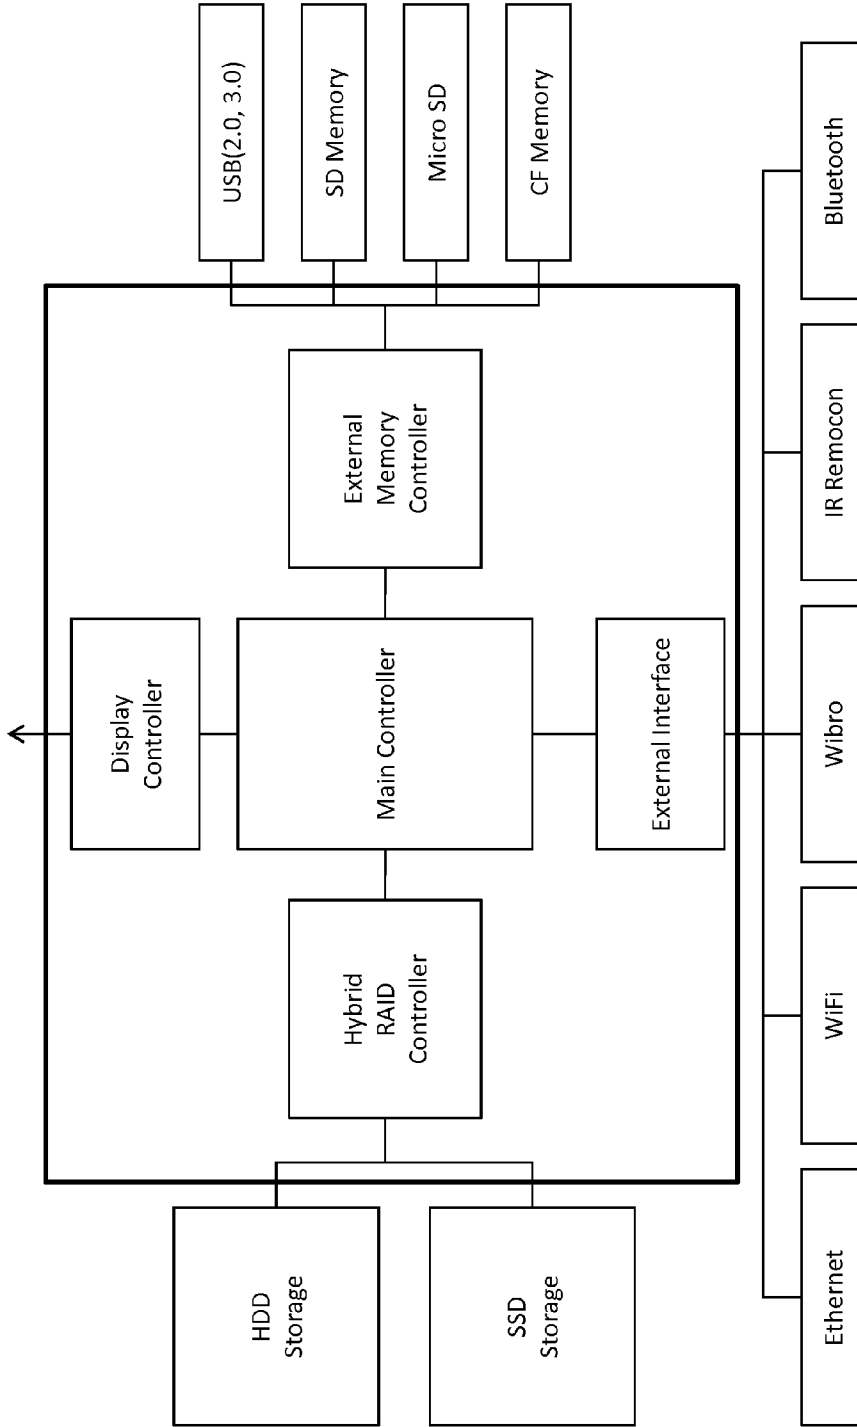 Display
Controller
HDD
Storage
SSD
Storage
Hybrid
RAID
Controller
Main Controller
External
Memory
Controller
USB(2.0, 3.0)
SD Memory
Micro SD
CF Memory
External Interface
Ethernet
WiFi
Wibro
IR Remocon
Bluetooth